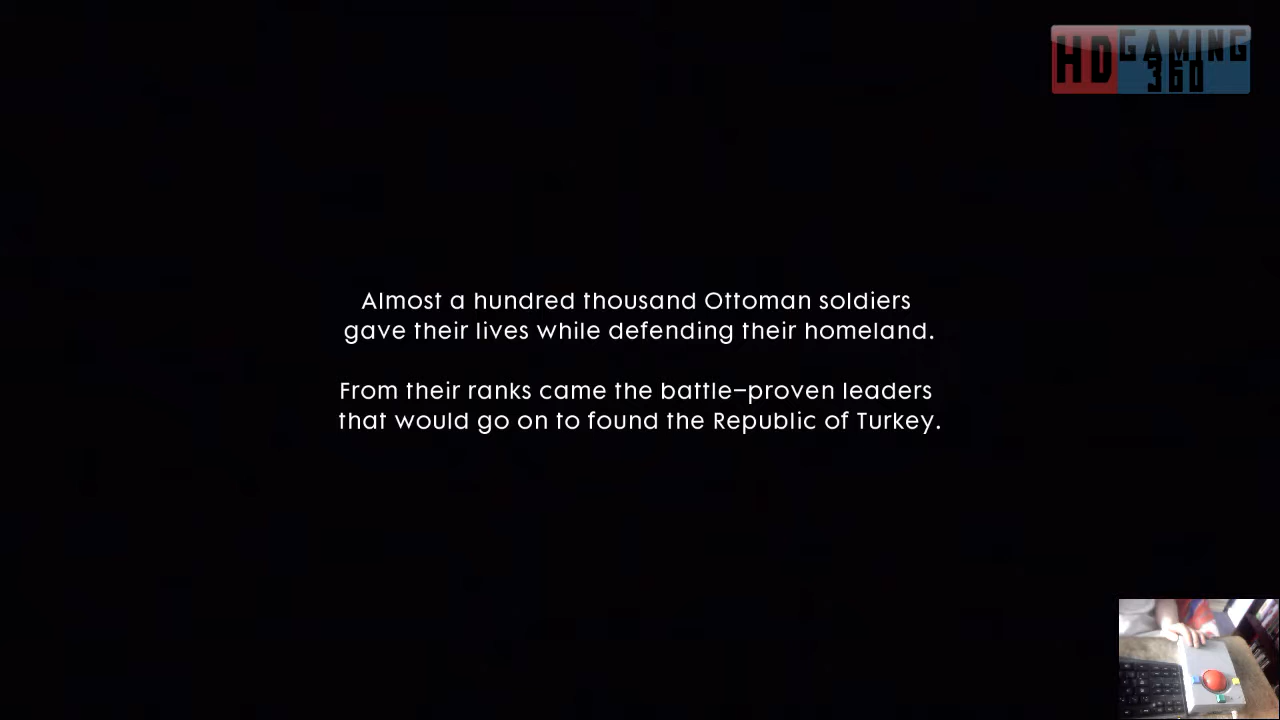 HD GAMING
360
Almost a hundred thousand Ottoman soldiers
gave their lives while defending their homeland.
From their ranks came the battle-proven leaders
that would go on to found the Republic of Turkey.